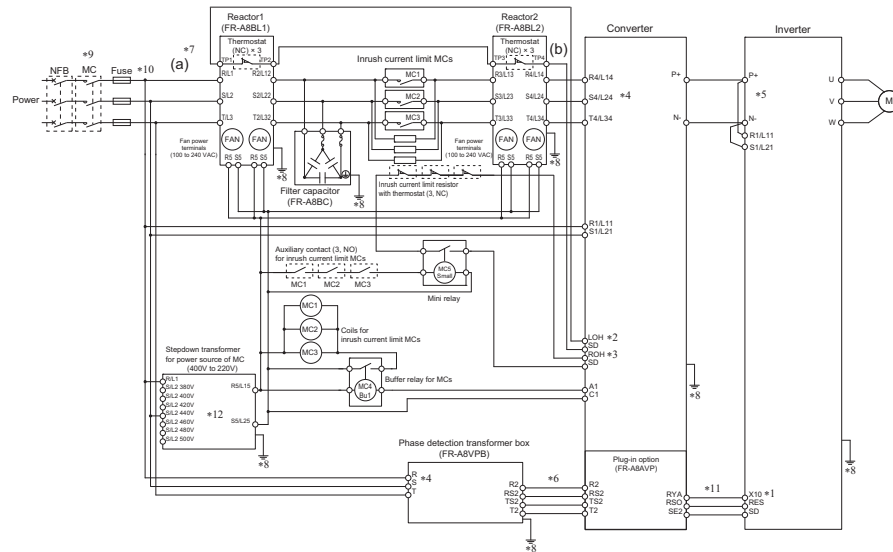 Reactor1
(FR-A8BL1)
Reactor2
(FR-A8BL2)
Converter
Inverter
*7
Thermostat
(NC) × 3
TP1
TP2
Inrush current limit MCs
Thermostat
(NC) × 3
TP3
TP4
(b)
*9
NFB
MC
Fuse
*10
(a)
R/L1
R2/L12
MC1
R3/L13
R4/L14
R4/L14
P+
P+
U
Power
S/L2
S2/L22
MC2
S3/L23
S4/L24
S4/L24
*4
*5
V
M
T/L3
T2/L32
MC3
T3/L33
T4/L34
T4/L34
N-
N-
W
R1/L11
S1/L21
Fan power
terminals
(100 to 240 VAC)
FAN
FAN
R5
S5
R5
S5
*8
Fan power
terminals
(100 to 240 VAC)
FAN
FAN
R5
S5
R5
S5
*8
Filter capacitor
(FR-A8BC)
*8
Inrush current limit resistor
with thermostat (3, NC)
R1/L11
S1/L21
Auxiliary contact (3, NO)
for inrush current limit MCs
MC1
MC2
MC3
MC5
Small
Mini relay
MC1
MC2
MC3
Coils for
inrush current limit MCs
LOH
*2
SD
ROH
*3
SD
Stepdown transformer
for power source of MC
(400V to 220V)
R/L1
S/L2 380V
S/L2 400V
S/L2 420V
S/L2 440V
S/L2 460V
S/L2 480V
S/L2 500V
*12
R5/L15
S5/L25
*8
MC4
Bu1
Buffer relay for MCs
A1
C1
*8
*8
Phase detection transformer box
(FR-A8VPB)
R
S
T
*4
R2
RS2
TS2
T2
*8
*6
Plug-in option
(FR-A8AVP)
R2
RS2
TS2
T2
RYA
RSO
SE2
*8
*11
X10
*1
RES
SD